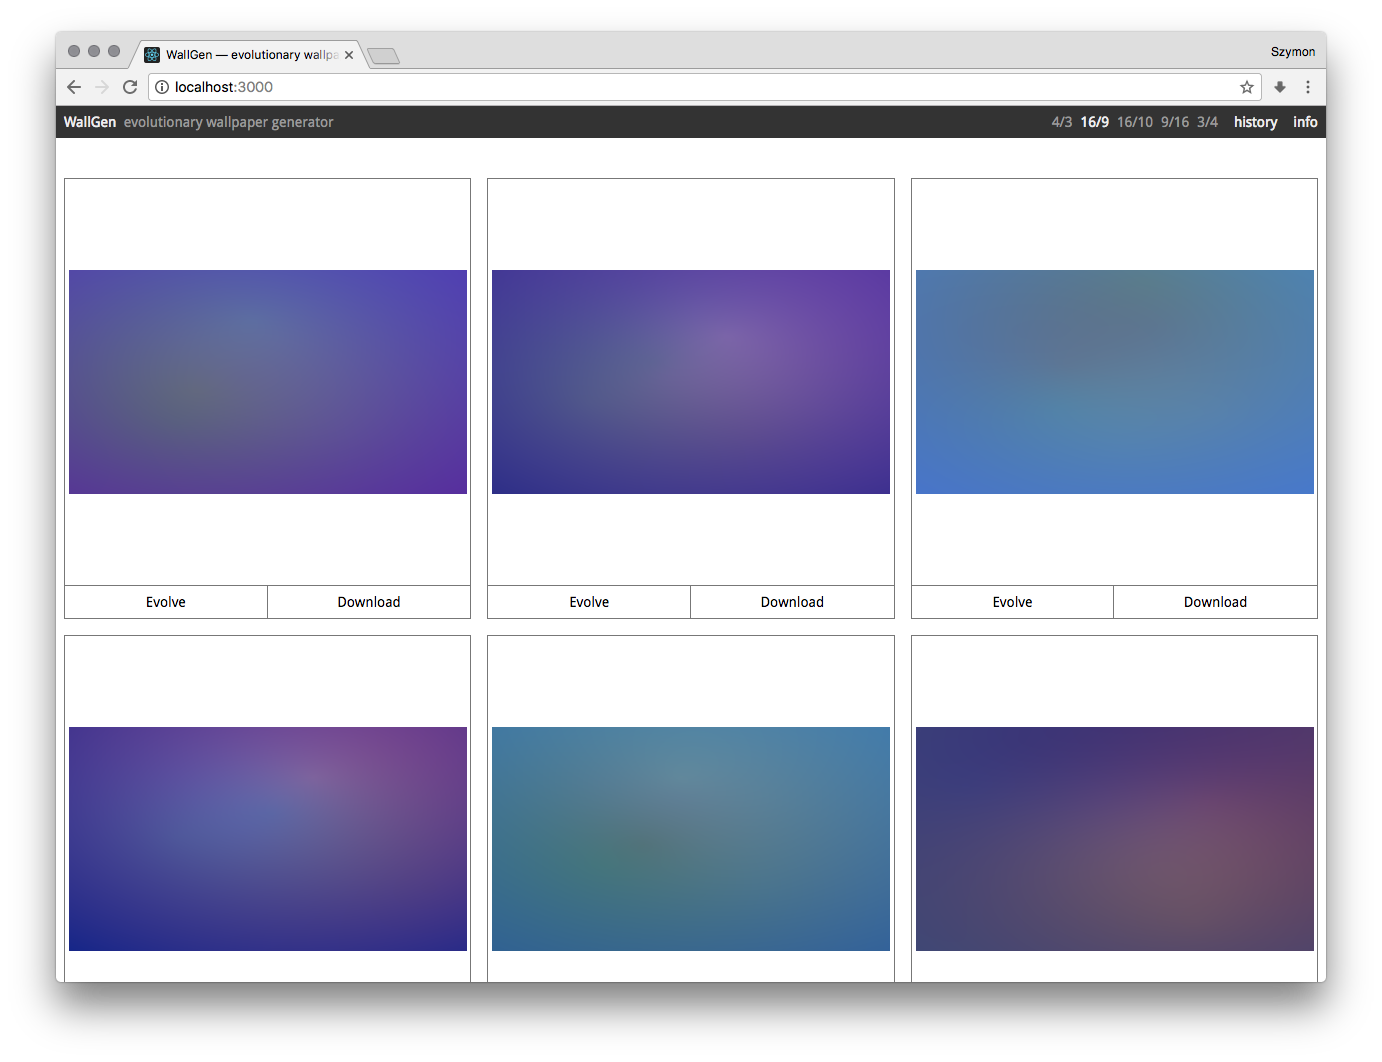 WallGen — evolutionary wallpa
Szymon
localhost:3000
WallGen evolutionary wallpaper generator
4/3 16/9 16/10 9/16 3/4 history info
Evolve Download
Evolve Download
Evolve Download